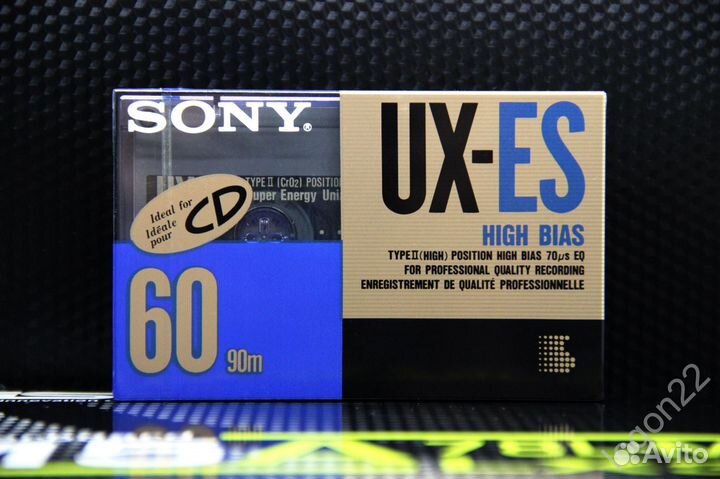 SONY®
TYPE II (CrO2) POSITION
Super Energy Uni
Ideal for
Idéale
pour
CD
60
90m
UX-ES
HIGH BIAS
TYPE II (HIGH) POSITION HIGH BIAS 70µs EQ
FOR PROFESSIONAL QUALITY RECORDING
ENREGISTREMENT DE QUALITÉ PROFESSIONNELLE
Avito